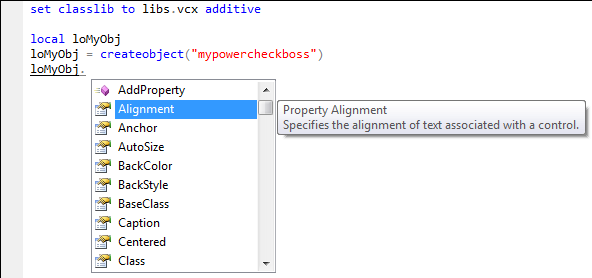 set classlib to libs.vcx additive
local loMyObj
loMyObj = createobject("mypowercheckboss")
loMyObj.
AddProperty
Alignment
Anchor
AutoSize
BackColor
BackStyle
BaseClass
Caption
Centered
Class
Property Alignment
Specifies the alignment of text associated with a control.